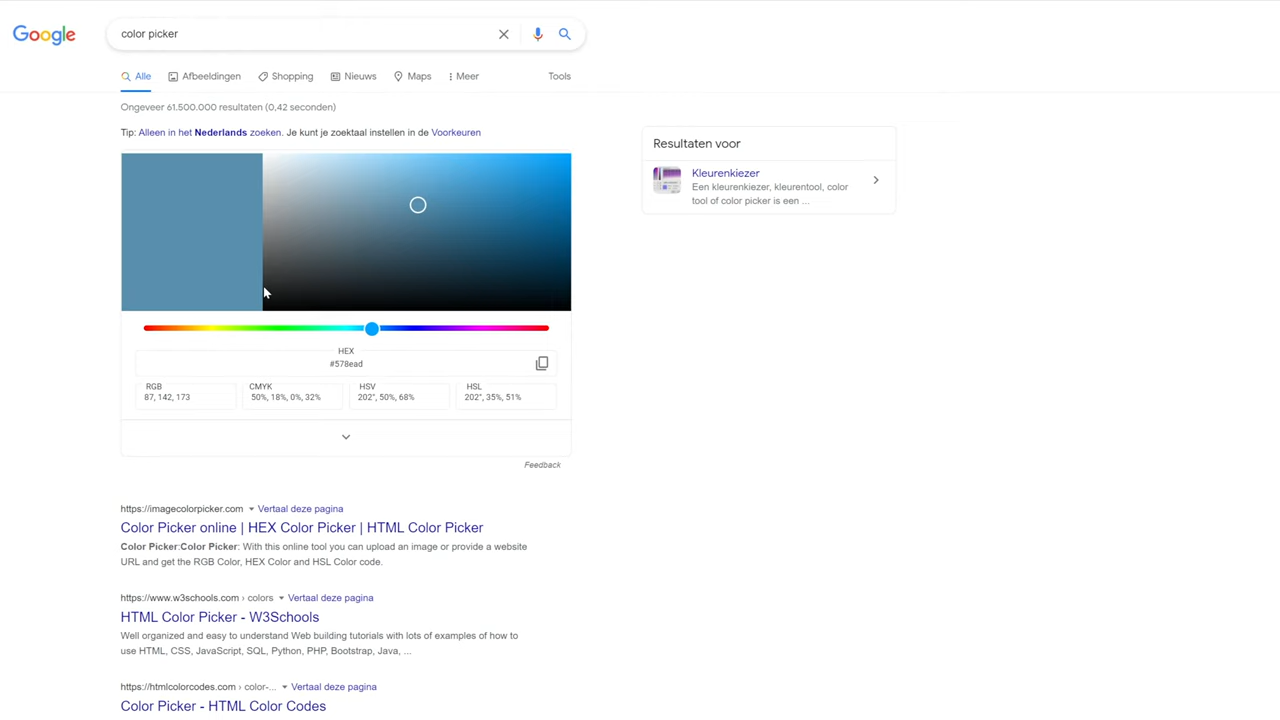 Google
color picker
Alle Afbeeldingen Shopping Nieuws Maps Meer Tools
Ongeveer 61.500.000 resultaten (0,42 seconden)
Tip: Alleen in het Nederlands zoeken. Je kunt je zoektaal instellen in de Voorkeuren
HEX
#578ead
RGB
87, 142, 173
CMYK
50%, 18%, 0%, 32%
HSV
202°, 50%, 68%
HSL
202°, 35%, 51%
Feedback
https://imagecolorpicker.com Vertaal deze pagina
Color Picker online | HEX Color Picker | HTML Color Picker
Color Picker:Color Picker: With this online tool you can upload an image or provide a website
URL and get the RGB Color, HEX Color and HSL Color code.
https://www.w3schools.com › colors Vertaal deze pagina
HTML Color Picker - W3Schools
Well organized and easy to understand Web building tutorials with lots of examples of how to
use HTML, CSS, JavaScript, SQL, Python, PHP, Bootstrap, Java, ...
https://htmlcolorcodes.com › color-... Vertaal deze pagina
Color Picker - HTML Color Codes
Resultaten voor
Kleurenkiezer
Een kleurenkiezer, kleurentool, color
tool of color picker is een ...